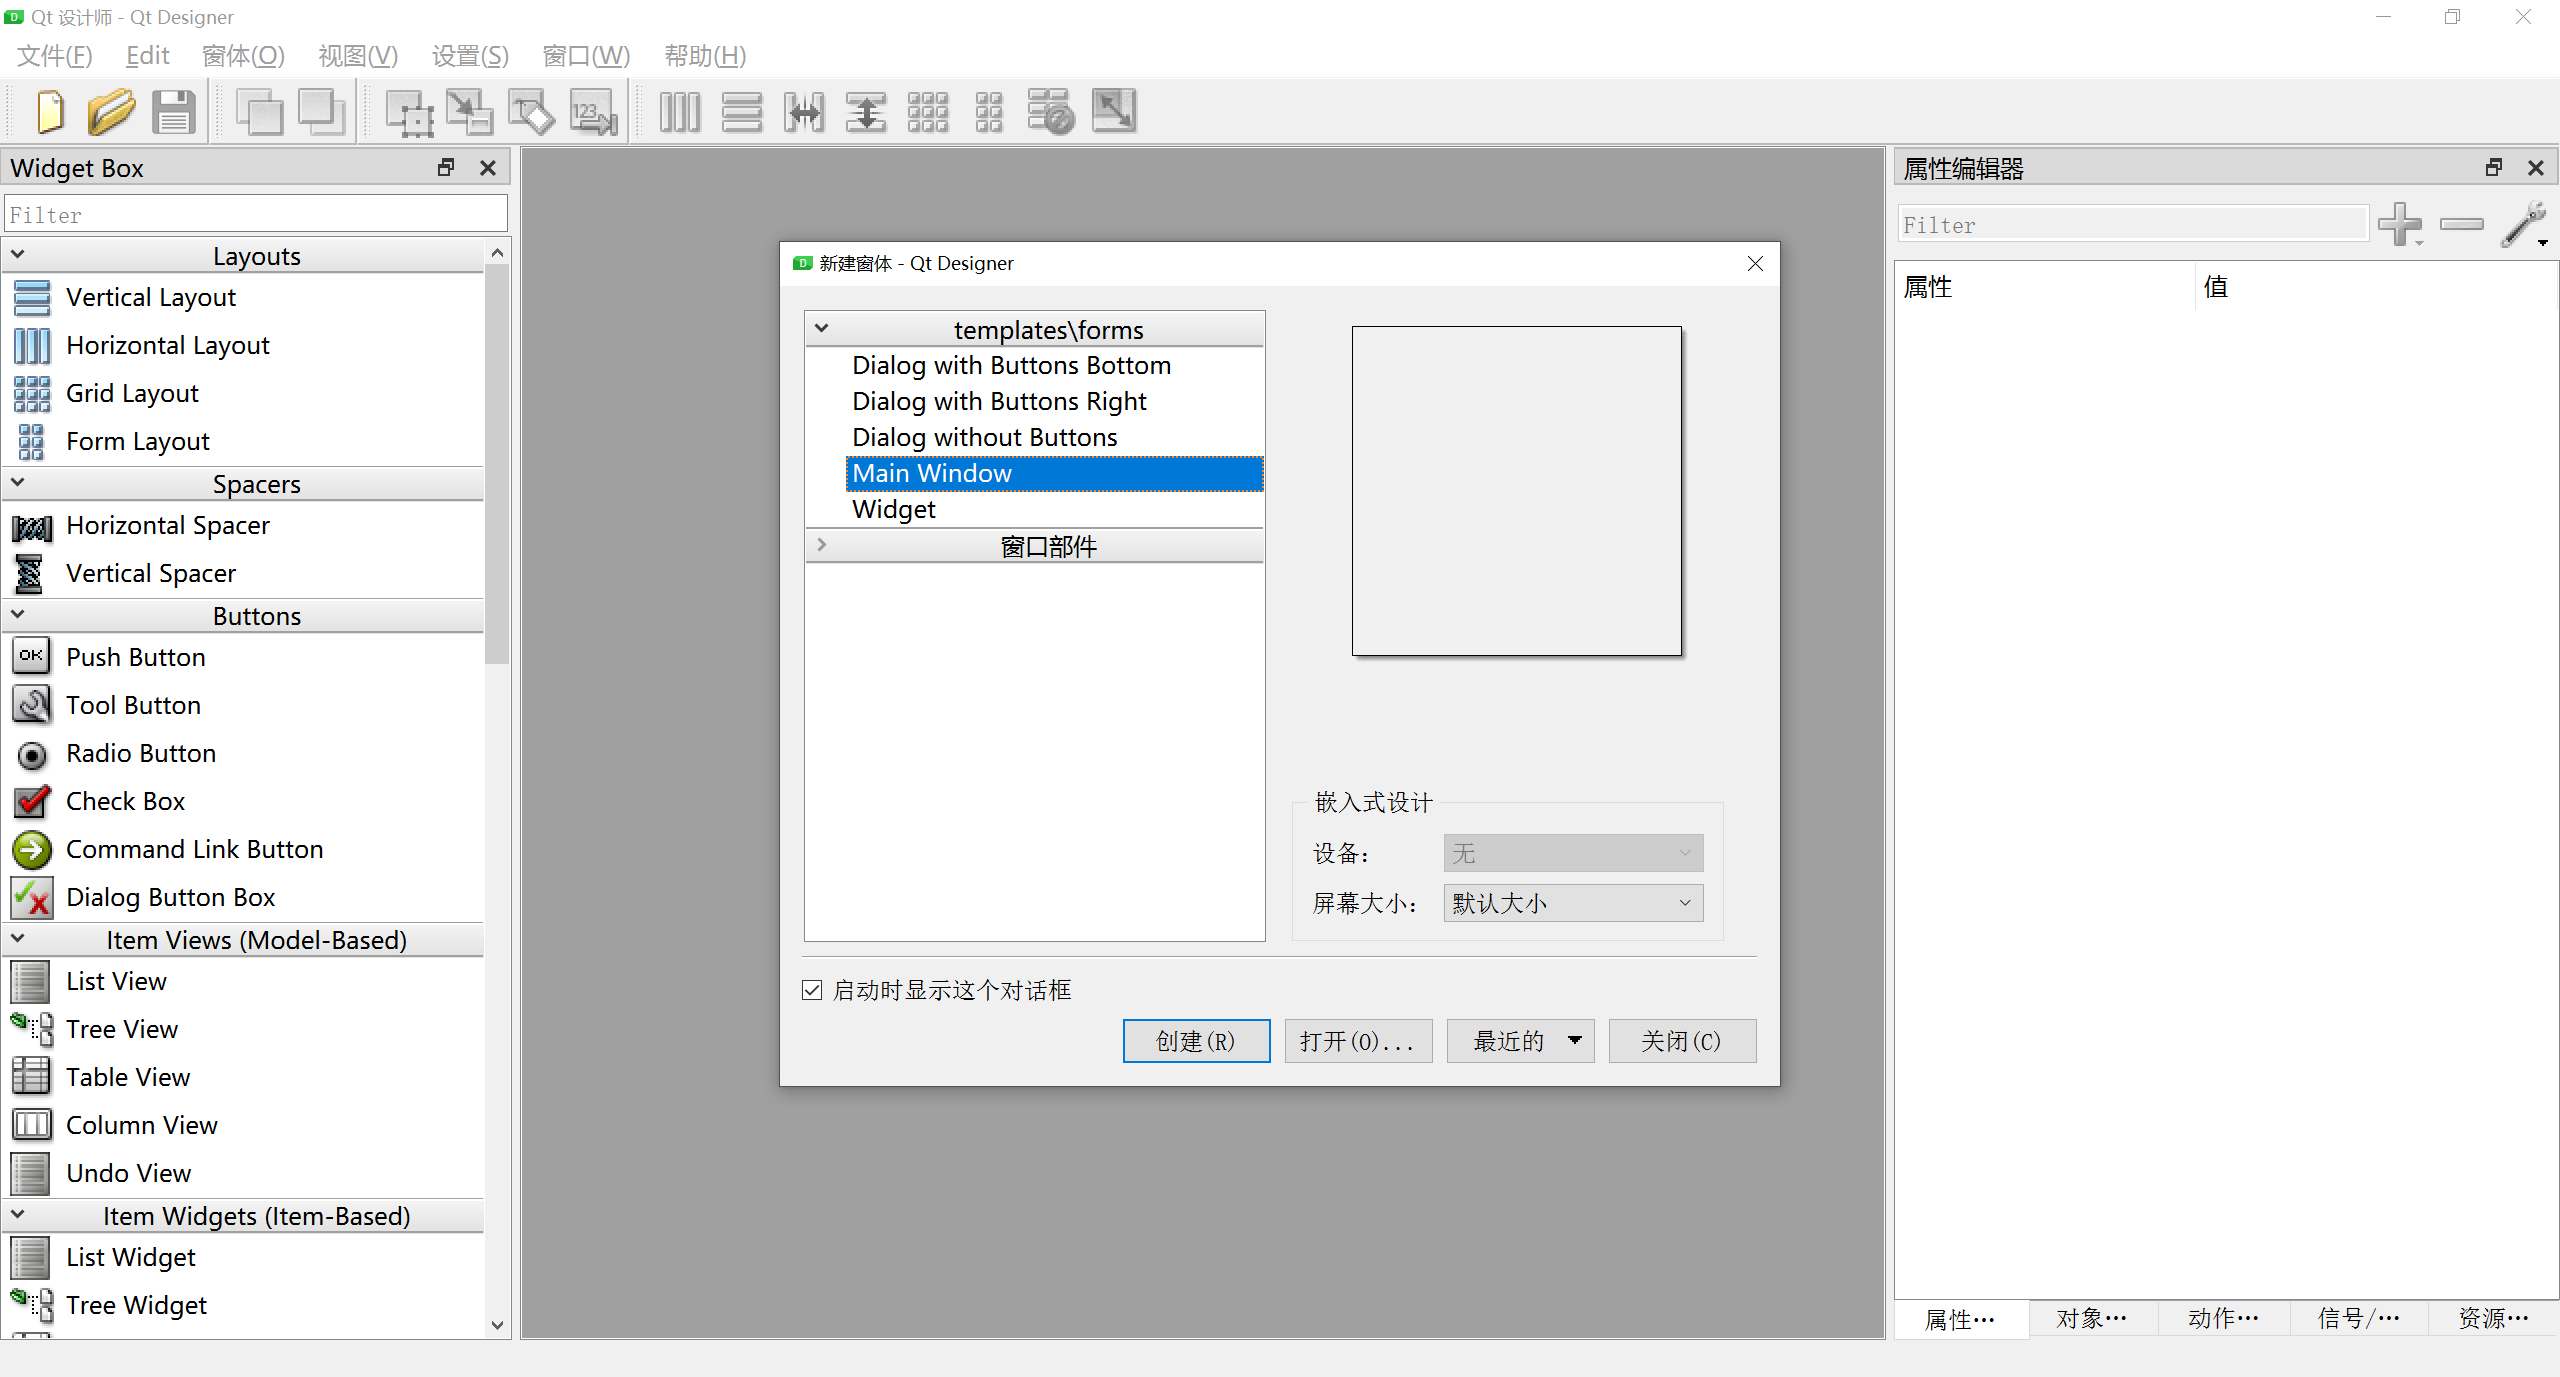 Qt 设计师 - Qt Designer
文件(F) Edit 窗体(O) 视图(V) 设置(S) 窗口(W) 帮助(H)
123
Widget Box
Filter
Layouts
Vertical Layout
Horizontal Layout
Grid Layout
Form Layout
Spacers
Horizontal Spacer
Vertical Spacer
Buttons
OK
Push Button
Tool Button
Radio Button
Check Box
Command Link Button
Dialog Button Box
Item Views (Model-Based)
List View
Tree View
Table View
Column View
Undo View
Item Widgets (Item-Based)
List Widget
Tree Widget
新建窗体 - Qt Designer
templates\forms
Dialog with Buttons Bottom
Dialog with Buttons Right
Dialog without Buttons
Main Window
Widget
窗口部件
嵌入式设计
设备： 无
屏幕大小： 默认大小
启动时显示这个对话框
创建(R) 打开(O)... 最近的 关闭(C)
属性编辑器
Filter
属性 值
属性… 对象… 动作… 信号/… 资源…